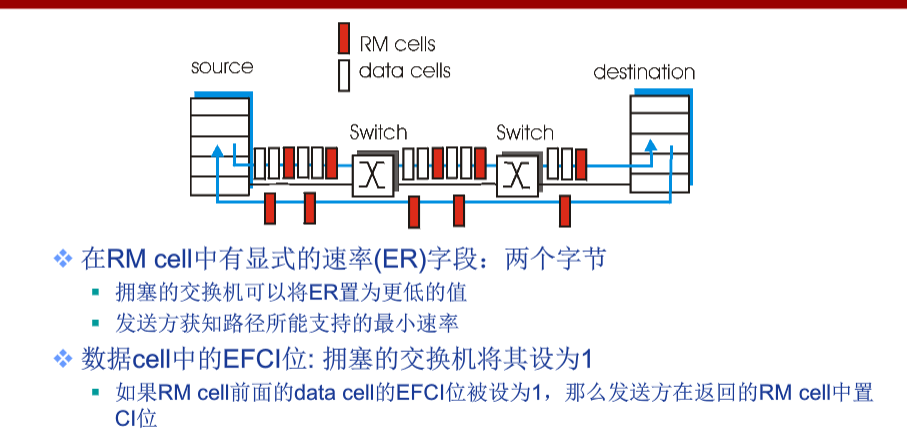 RM cells
source
data cells
destination
Switch
Switch
在RM cell中有显式的速率(ER)字段：两个字节
拥塞的交换机可以将ER置为更低的值
发送方获知路径所能支持的最小速率
数据cell中的EFCI位: 拥塞的交换机将其设为1
如果RM cell前面的data cell的EFCI位被设为1，那么发送方在返回的RM cell中置
CI位